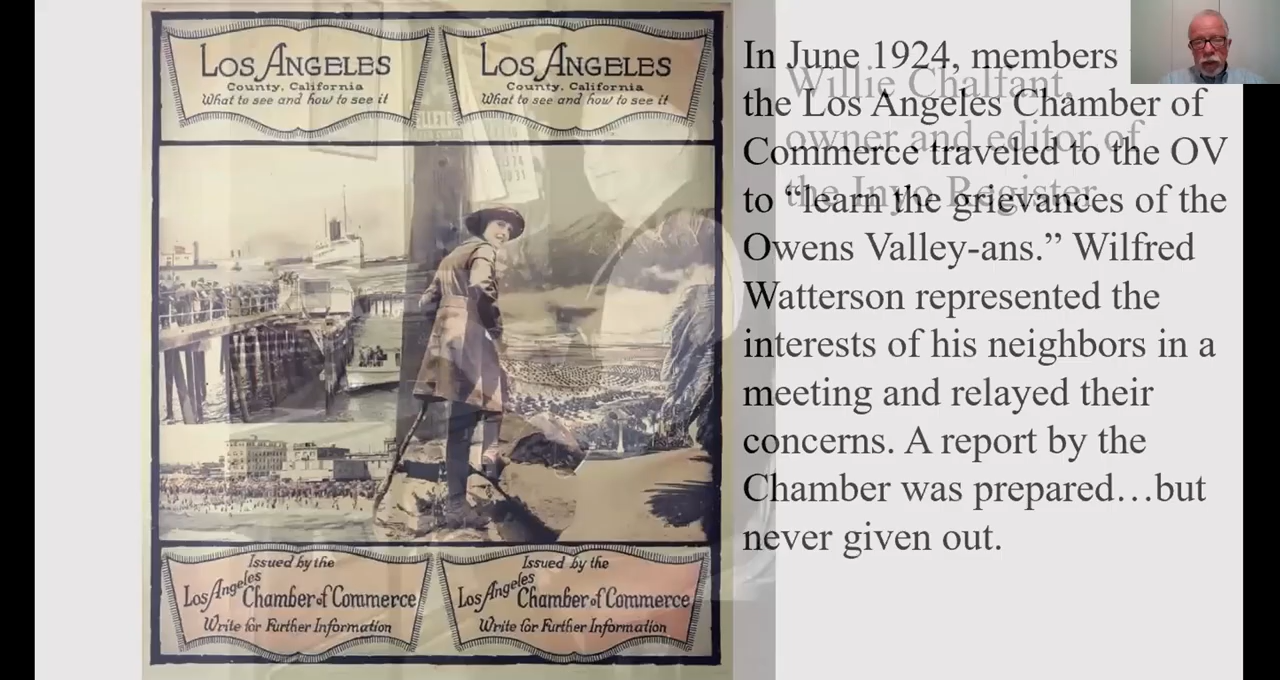 Los Angeles
County, California
What to see and how to see it
Los Angeles
County, California
What to see and how to see it
Issued by the
Los Angeles Chamber of Commerce
Write for Further Information
Issued by the
Los Angeles Chamber of Commerce
Write for Further Information
In June 1924, members
the Los Angeles Chamber of
Commerce traveled to the OV
to “learn the grievances of the
Owens Valley-ans.” Wilfred
Watterson represented the
interests of his neighbors in a
meeting and relayed their
concerns. A report by the
Chamber was prepared…but
never given out.
Willie Chalfant,
owner and editor of
the Inyo Register